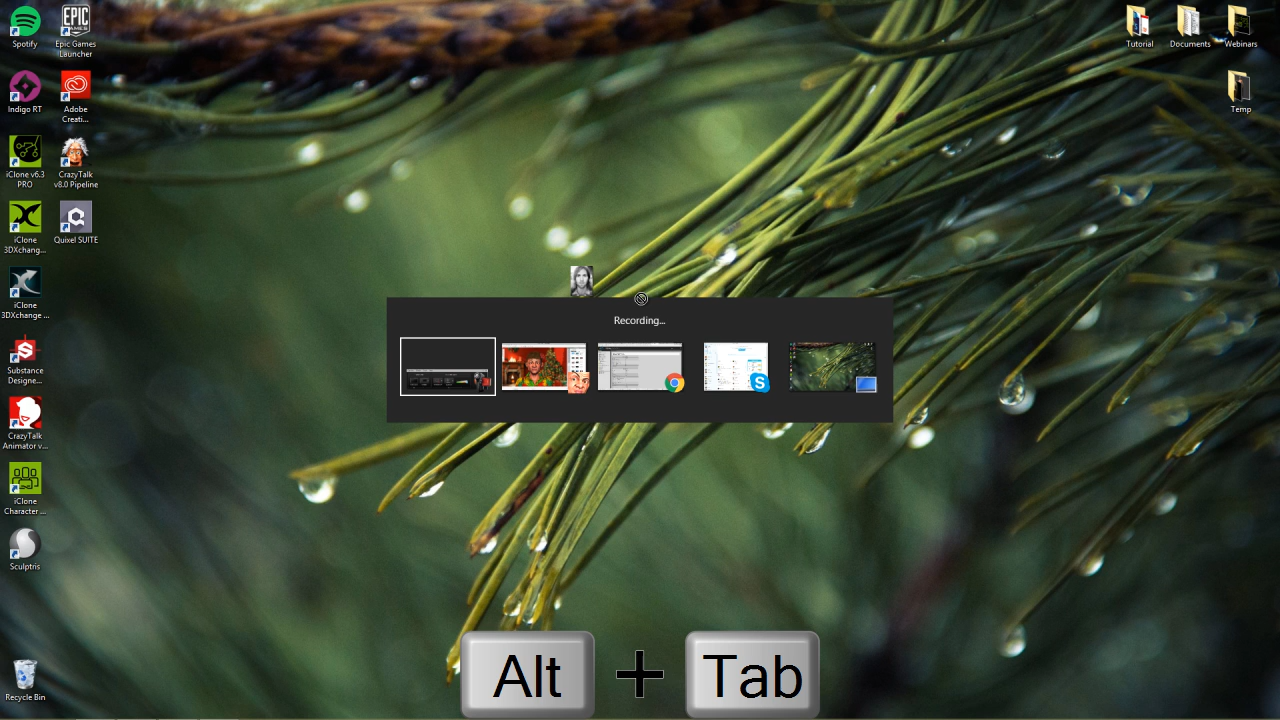 Spotify
Epic Games
Launcher
Indigo RT
Adobe
Creati...
iClone v6.3
PRO
CrazyTalk
v8.0 Pipeline
iClone
3DXchang...
Quixel SUITE
iClone
3DXchange ...
Substance
Designe...
CrazyTalk
Animator v...
iClone
Character ...
Sculptris
Recycle Bin
Tutorial
Documents
Webinars
Temp
EPIC
GAMES
Recording...
Alt + Tab